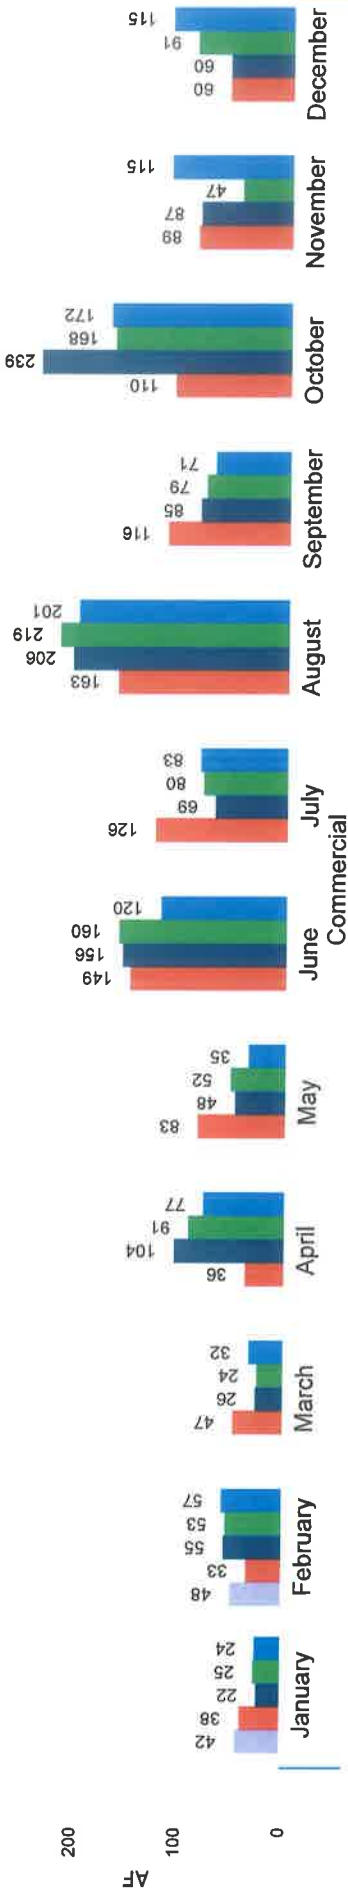 AF
200
100
0
42 38 22 25 24
48 33 55 53 57
47 26 24 32
36 104 91 77
83 48 52 35
149 156 160 120
126 69 80 83
163 206 219 201
116 85 79 71
110 239 168 172
89 87 47 115
60 60 91 115
January February March April May June July August September October November December
Commercial